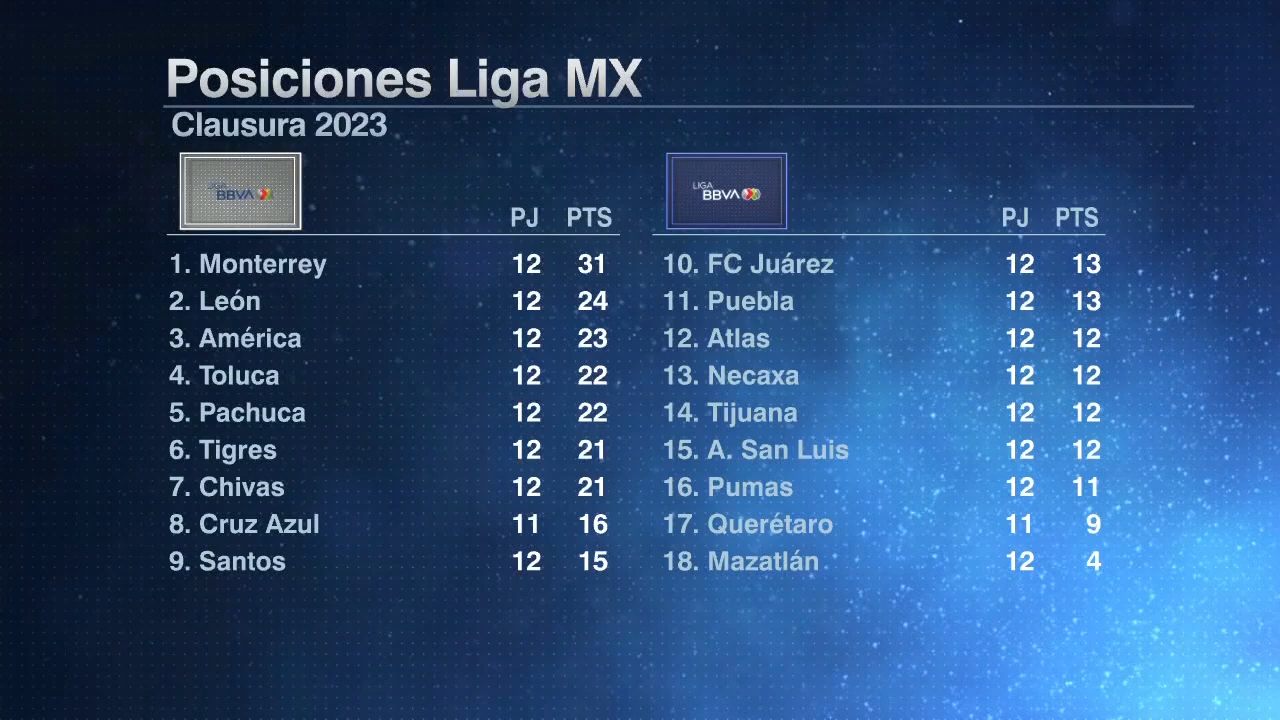 Posiciones Liga MX
Clausura 2023
BBVA
PJ PTS
1. Monterrey 12 31
2. León 12 24
3. América 12 23
4. Toluca 12 22
5. Pachuca 12 22
6. Tigres 12 21
7. Chivas 12 21
8. Cruz Azul 11 16
9. Santos 12 15
LIGA
BBVA
PJ PTS
10. FC Juárez 12 13
11. Puebla 12 13
12. Atlas 12 12
13. Necaxa 12 12
14. Tijuana 12 12
15. A. San Luis 12 12
16. Pumas 12 11
17. Querétaro 11 9
18. Mazatlán 12 4